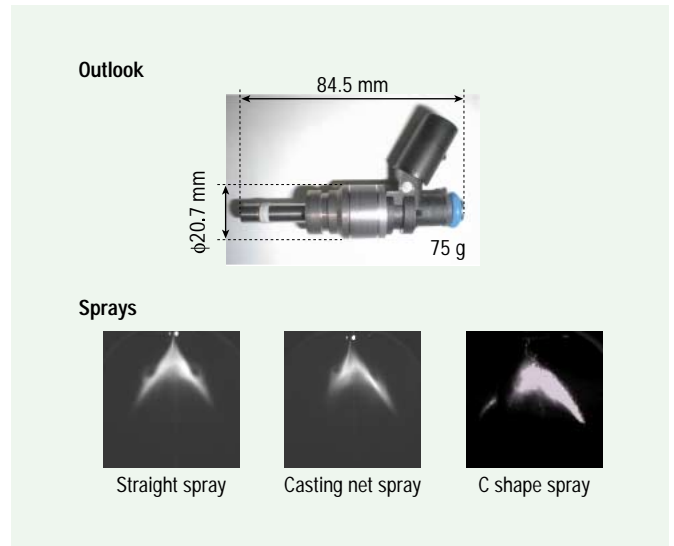 Outlook
84.5 mm
ϕ20.7 mm
75 g
Sprays
Straight spray
Casting net spray
C shape spray